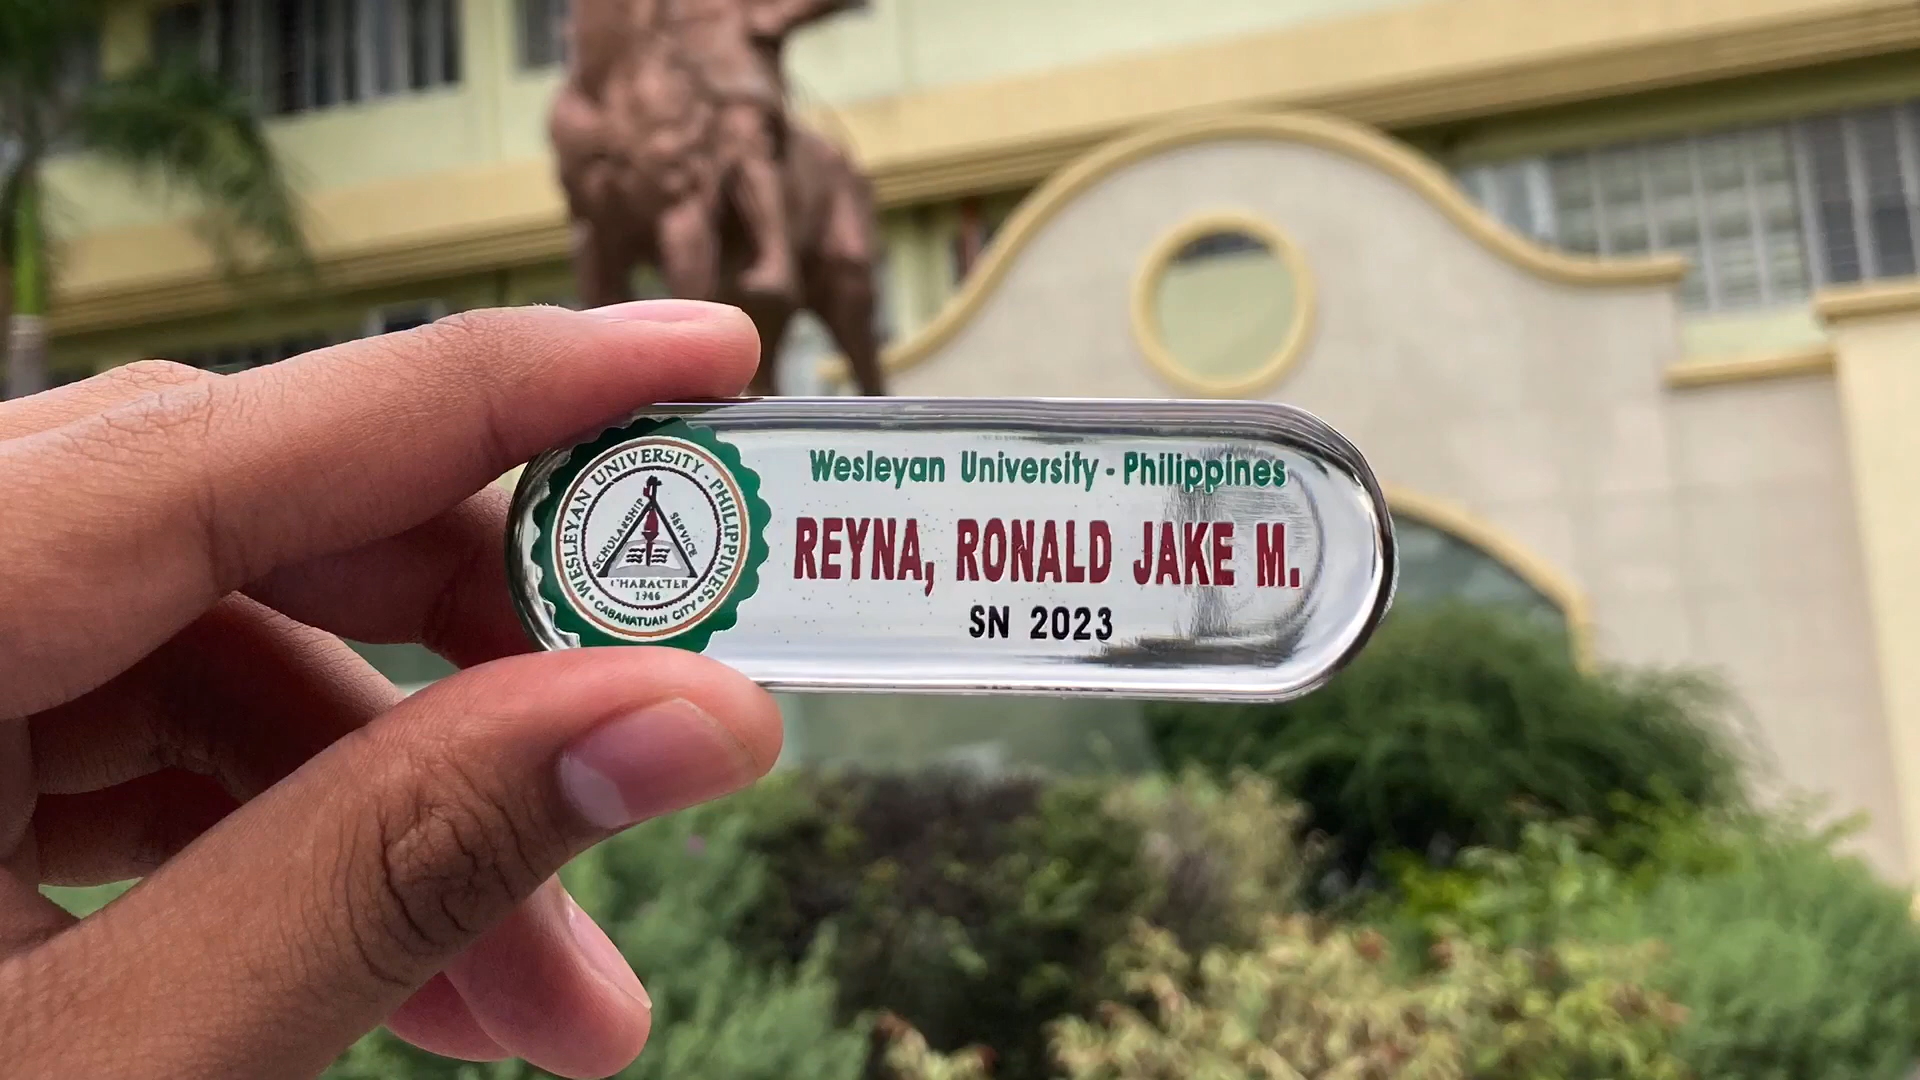 WESLEYAN UNIVERSITY - PHILIPPINES
SCHOLARSHIP
SERVICE
CHARACTER
1946
• CABANATUAN CITY •
Wesleyan University - Philippines
REYNA, RONALD JAKE M.
SN 2023